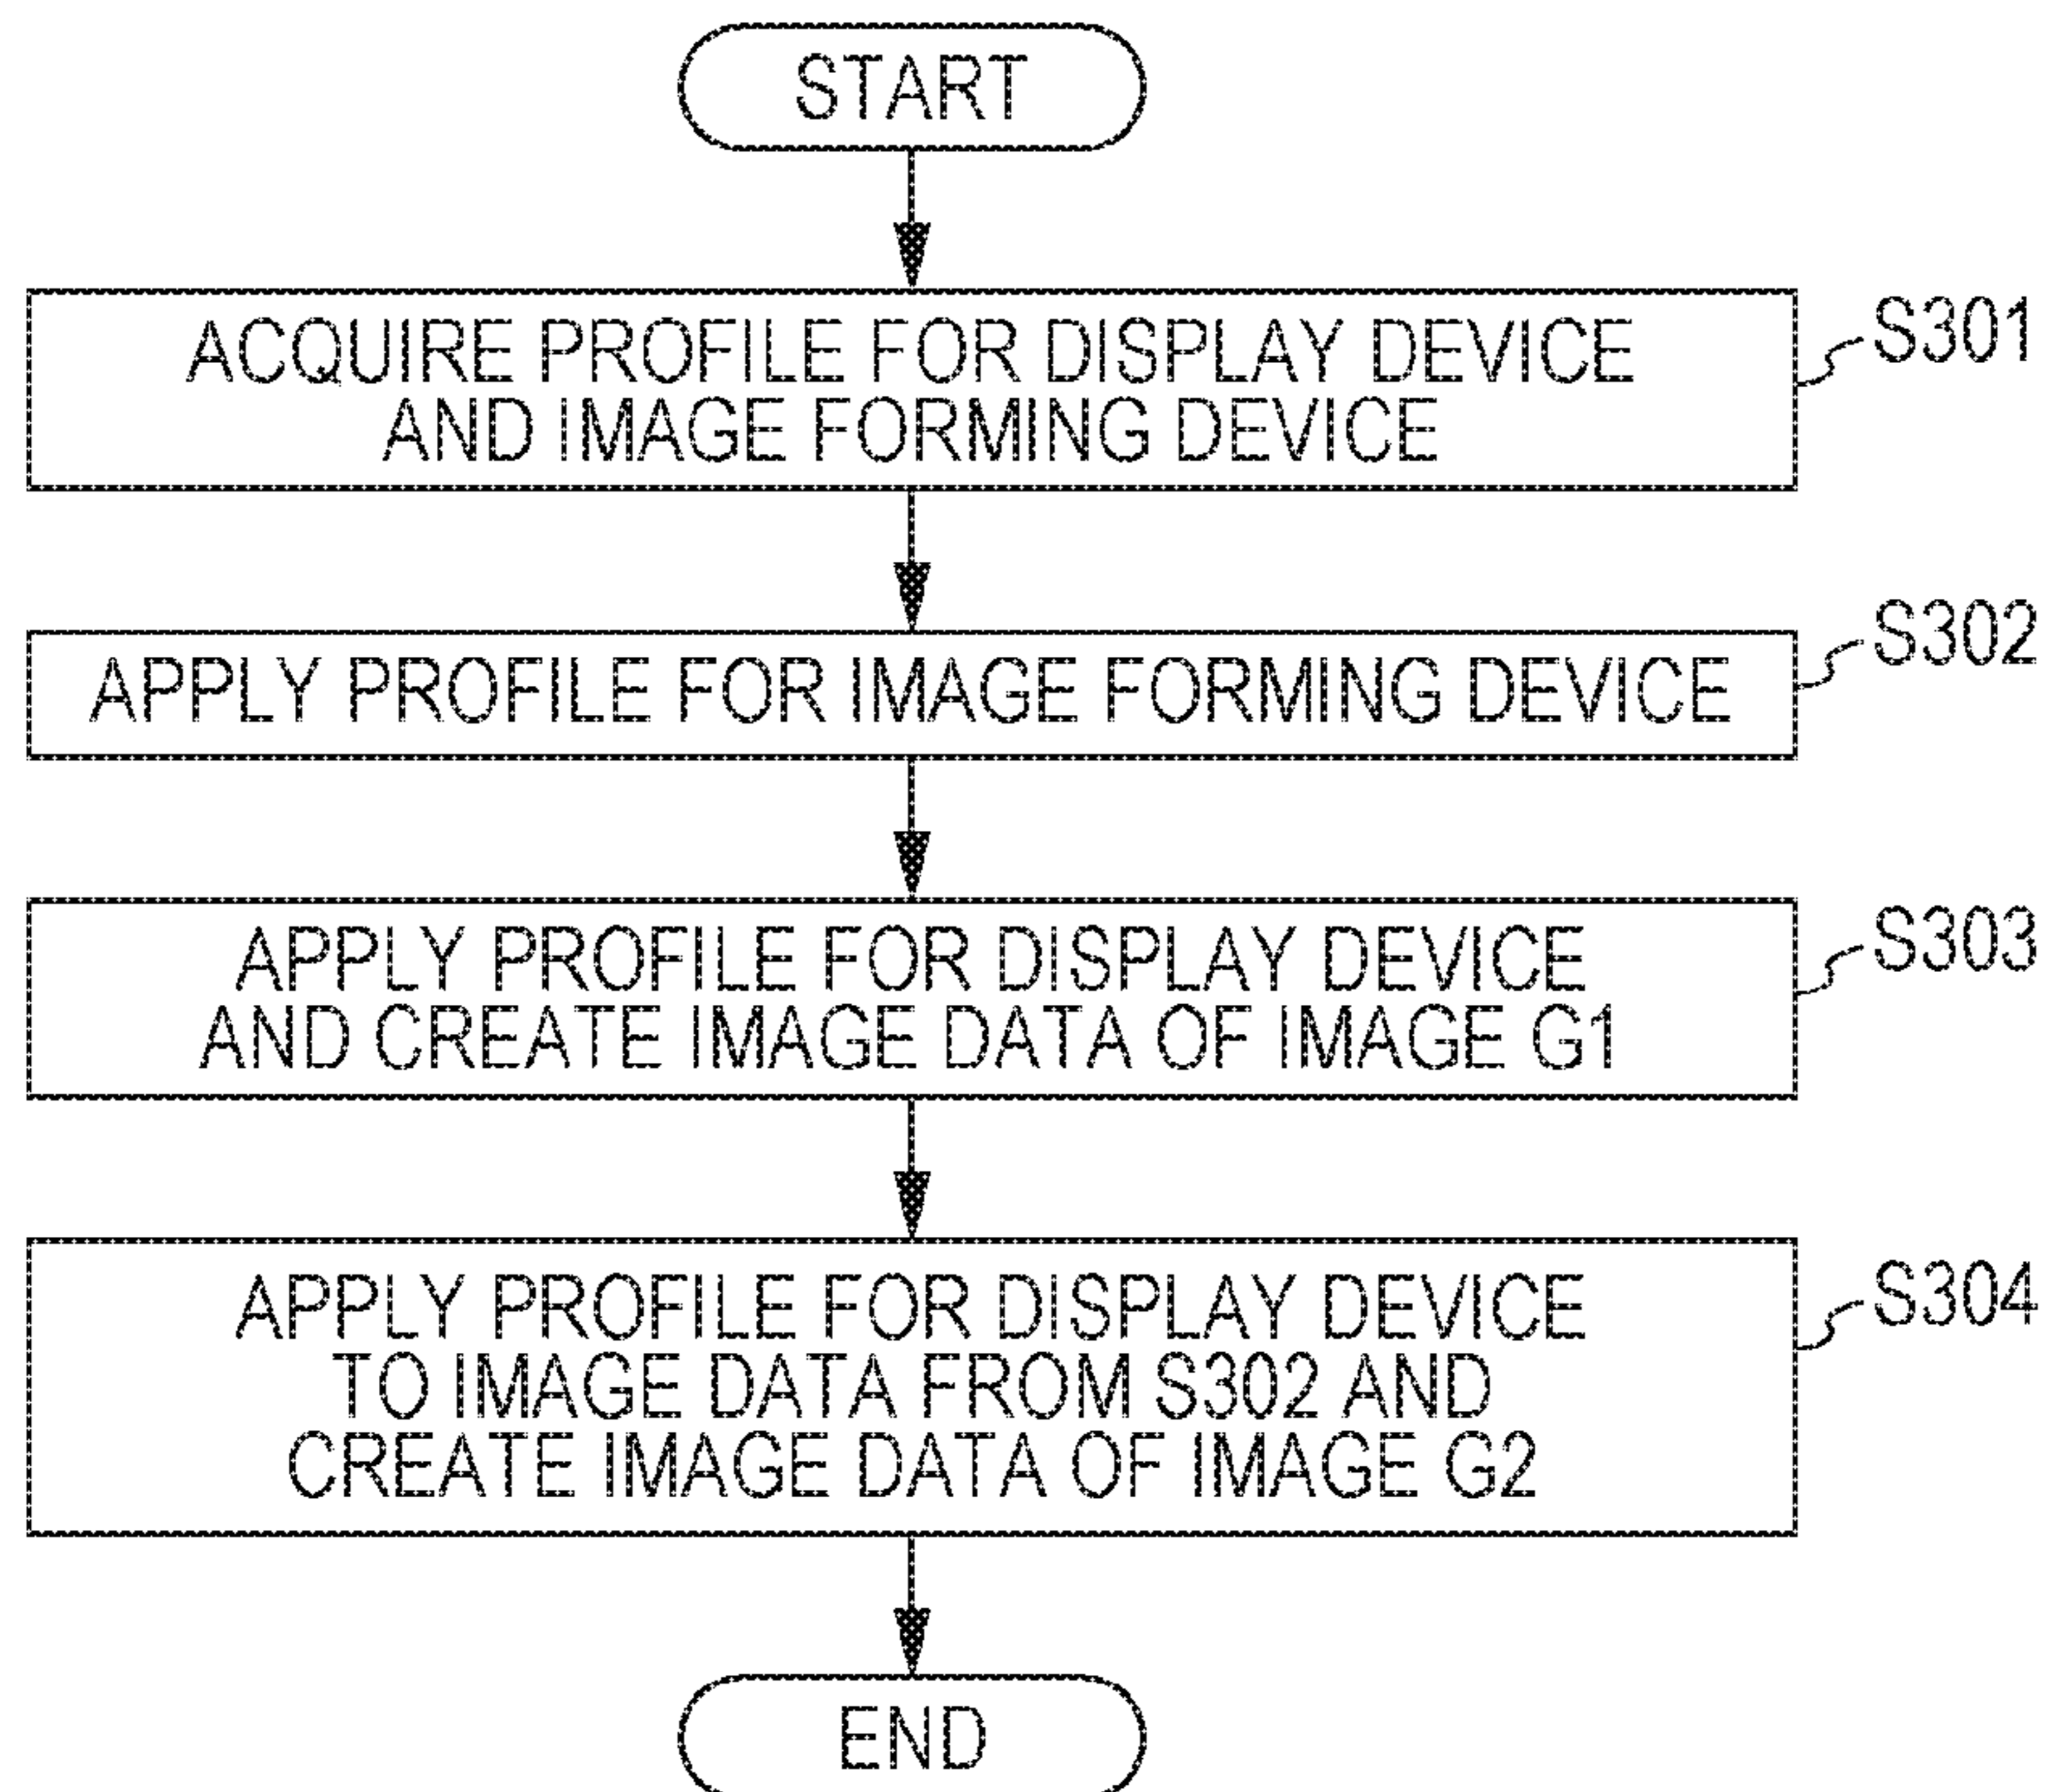 START
ACQUIRE PROFILE FOR DISPLAY DEVICE
AND IMAGE FORMING DEVICE
S301
APPLY PROFILE FOR IMAGE FORMING DEVICE
S302
APPLY PROFILE FOR DISPLAY DEVICE
AND CREATE IMAGE DATA OF IMAGE G1
S303
APPLY PROFILE FOR DISPLAY DEVICE
TO IMAGE DATA FROM S302 AND
CREATE IMAGE DATA OF IMAGE G2
S304
END